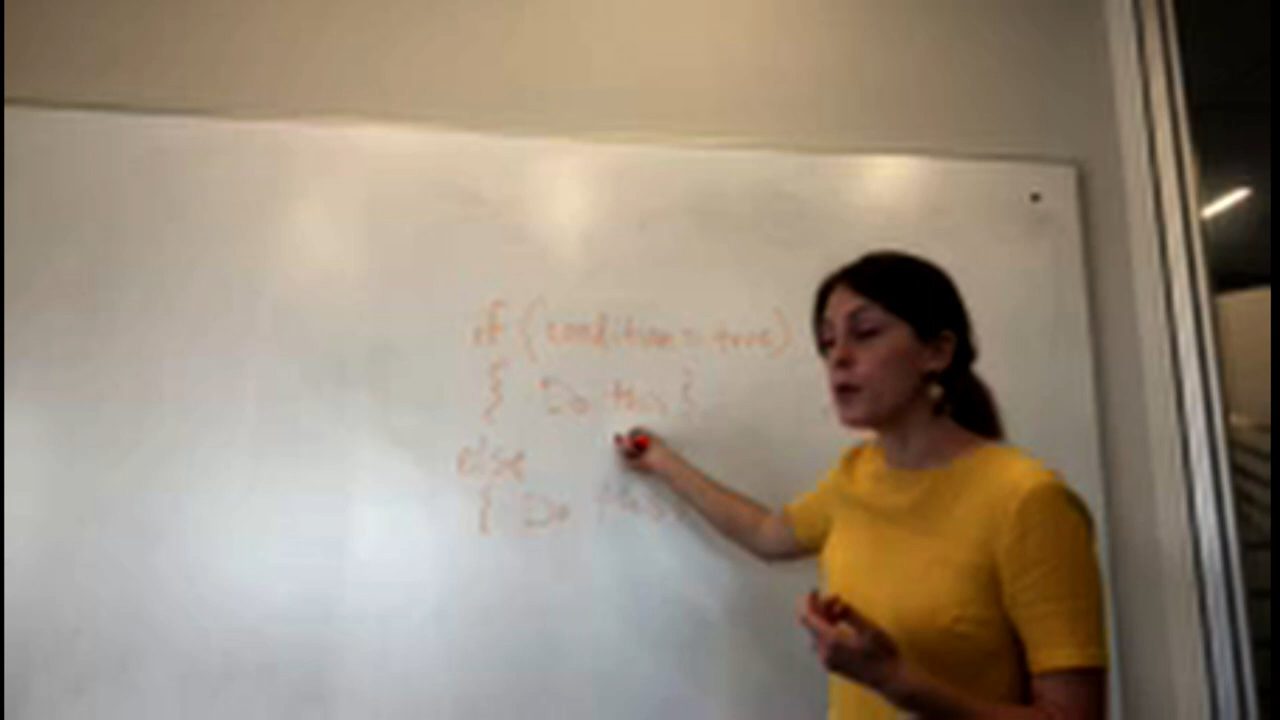 if (condition = true)
{ Do this }
else
{ Do